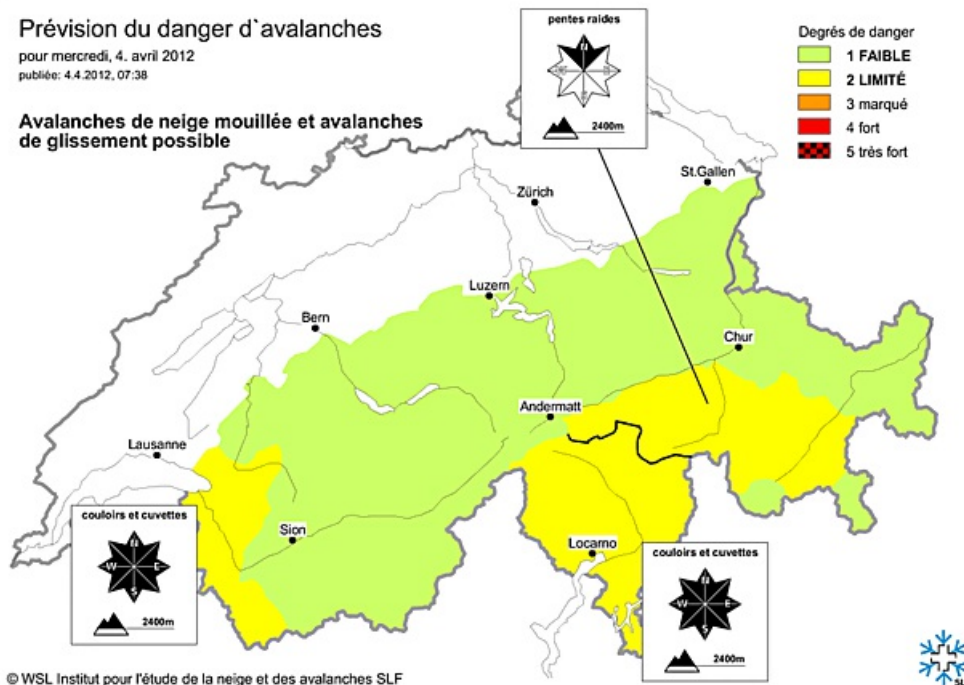 Prévision du danger d`avalanches
pour mercredi, 4. avril 2012
publiée: 4.4.2012, 07:38
Avalanches de neige mouillée et avalanches
de glissement possible
pentes raides
N
2400m
Degrés de danger
1 FAIBLE
2 LIMITÉ
3 marqué
4 fort
5 très fort
St.Gallen
Zürich
Luzern
Bern
Chur
Andermatt
Lausanne
Sion
Locarno
couloirs et cuvettes
N
W E
S
2400m
couloirs et cuvettes
N
W E
S
2400m
© WSL Institut pour l'étude de la neige et des avalanches SLF
SLF